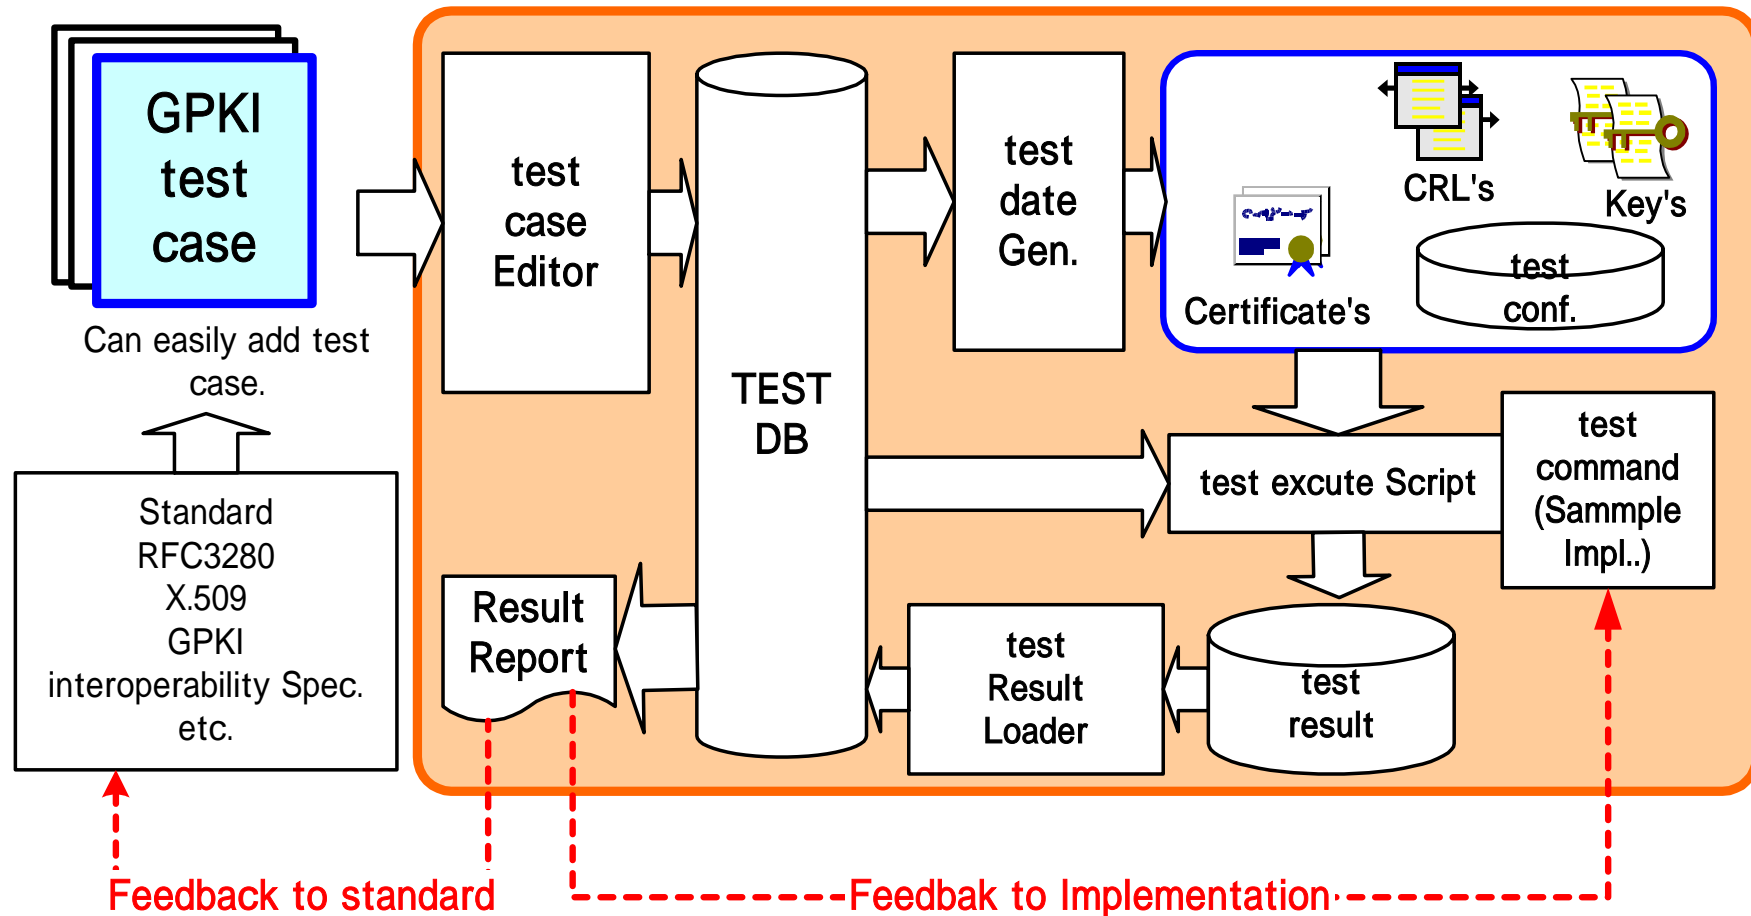 GPKI
test
case
Can easily add test
case.
Standard
RFC3280
X.509
GPKI
interoperability Spec.
etc.
test
case
Editor
TEST
DB
test
date
Gen.
CRL's
Key's
Certificate's
test
conf.
test excute Script
test
command
(Sammple
Impl..)
Result
Report
test
Result
Loader
test
result
Feedback to standard
Feedbak to Implementation